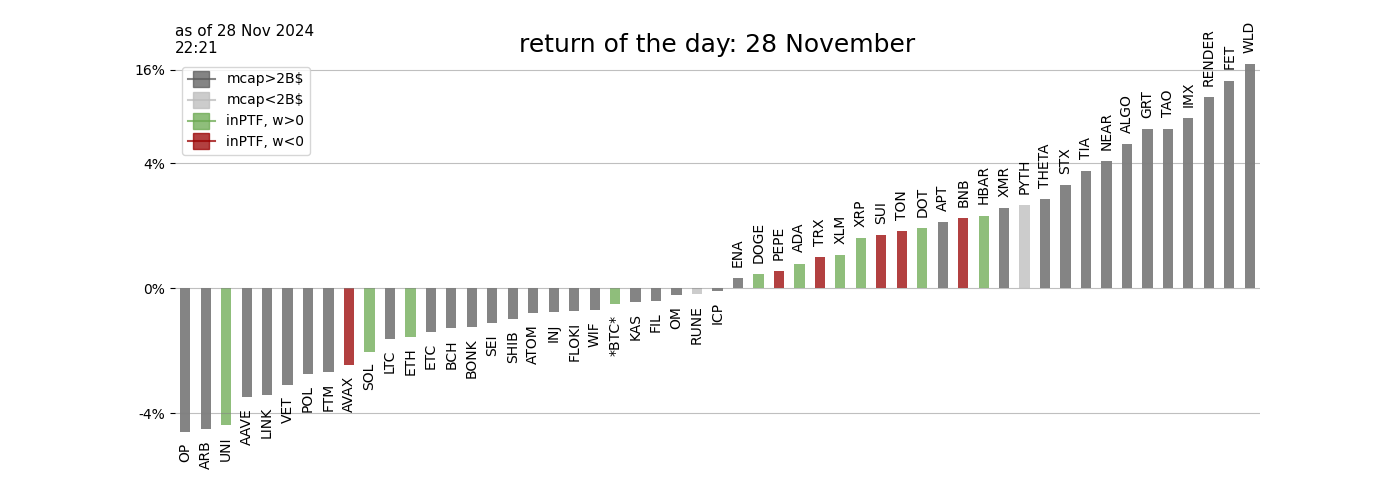 as of 28 Nov 2024
22:21
return of the day: 28 November
16%
4%
0%
-4%
mcap>2B$
mcap<2B$
inPTF, w>0
inPTF, w<0
OP
ARB
UNI
AAVE
LINK
VET
POL
FTM
AVAX
SOL
LTC
ETH
ETC
BCH
BONK
SEI
SHIB
ATOM
INJ
FLOKI
WIF
*BTC*
KAS
FIL
OM
RUNE
ICP
ENA
DOGE
PEPE
ADA
TRX
XLM
XRP
SUI
TON
DOT
APT
BNB
HBAR
XMR
PYTH
THETA
STX
TIA
NEAR
ALGO
GRT
TAO
IMX
RENDER
FET
WLD